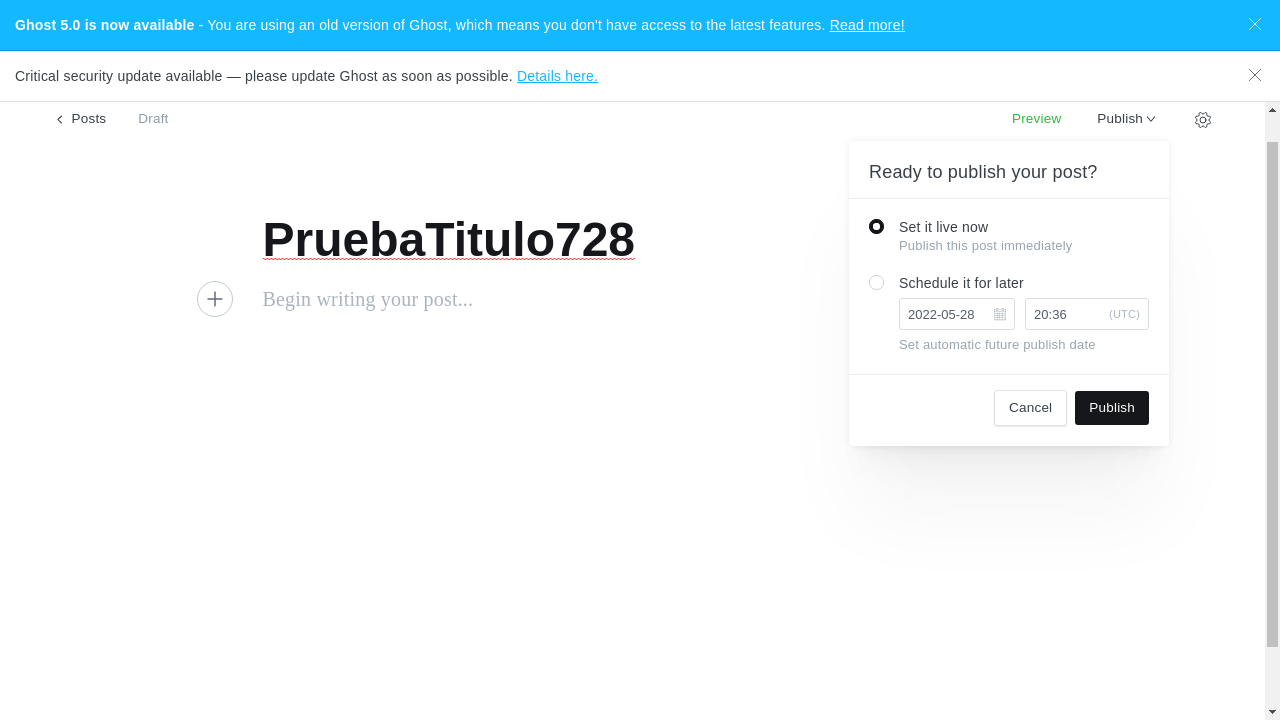 Ghost 5.0 is now available - You are using an old version of Ghost, which means you don't have access to the latest features. Read more!
Critical security update available — please update Ghost as soon as possible. Details here.
Posts Draft Preview Publish
Ready to publish your post?
PruebaTitulo728
Begin writing your post...
Set it live now
Publish this post immediately
Schedule it for later
2022-05-28 20:36 (UTC)
Set automatic future publish date
Cancel Publish